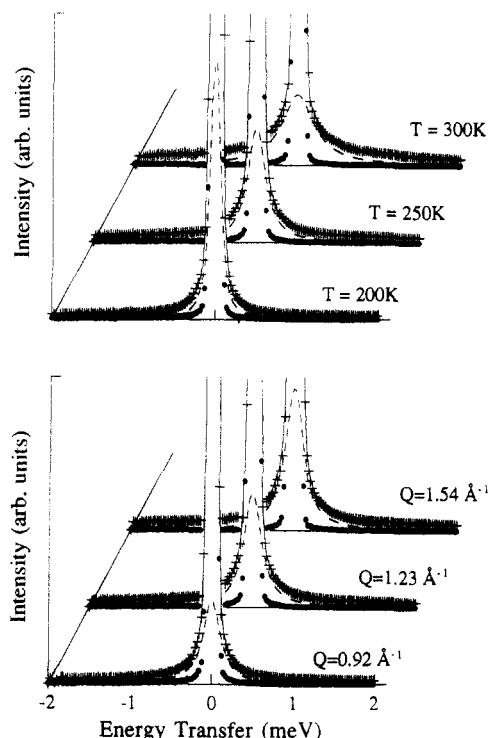 Intensity (arb. units)
T = 300K
T = 250K
T = 200K
Intensity (arb. units)
Q=1.54 Å⁻¹
Q=1.23 Å⁻¹
Q=0.92 Å⁻¹
-2 -1 0 1 2
Energy Transfer (meV)